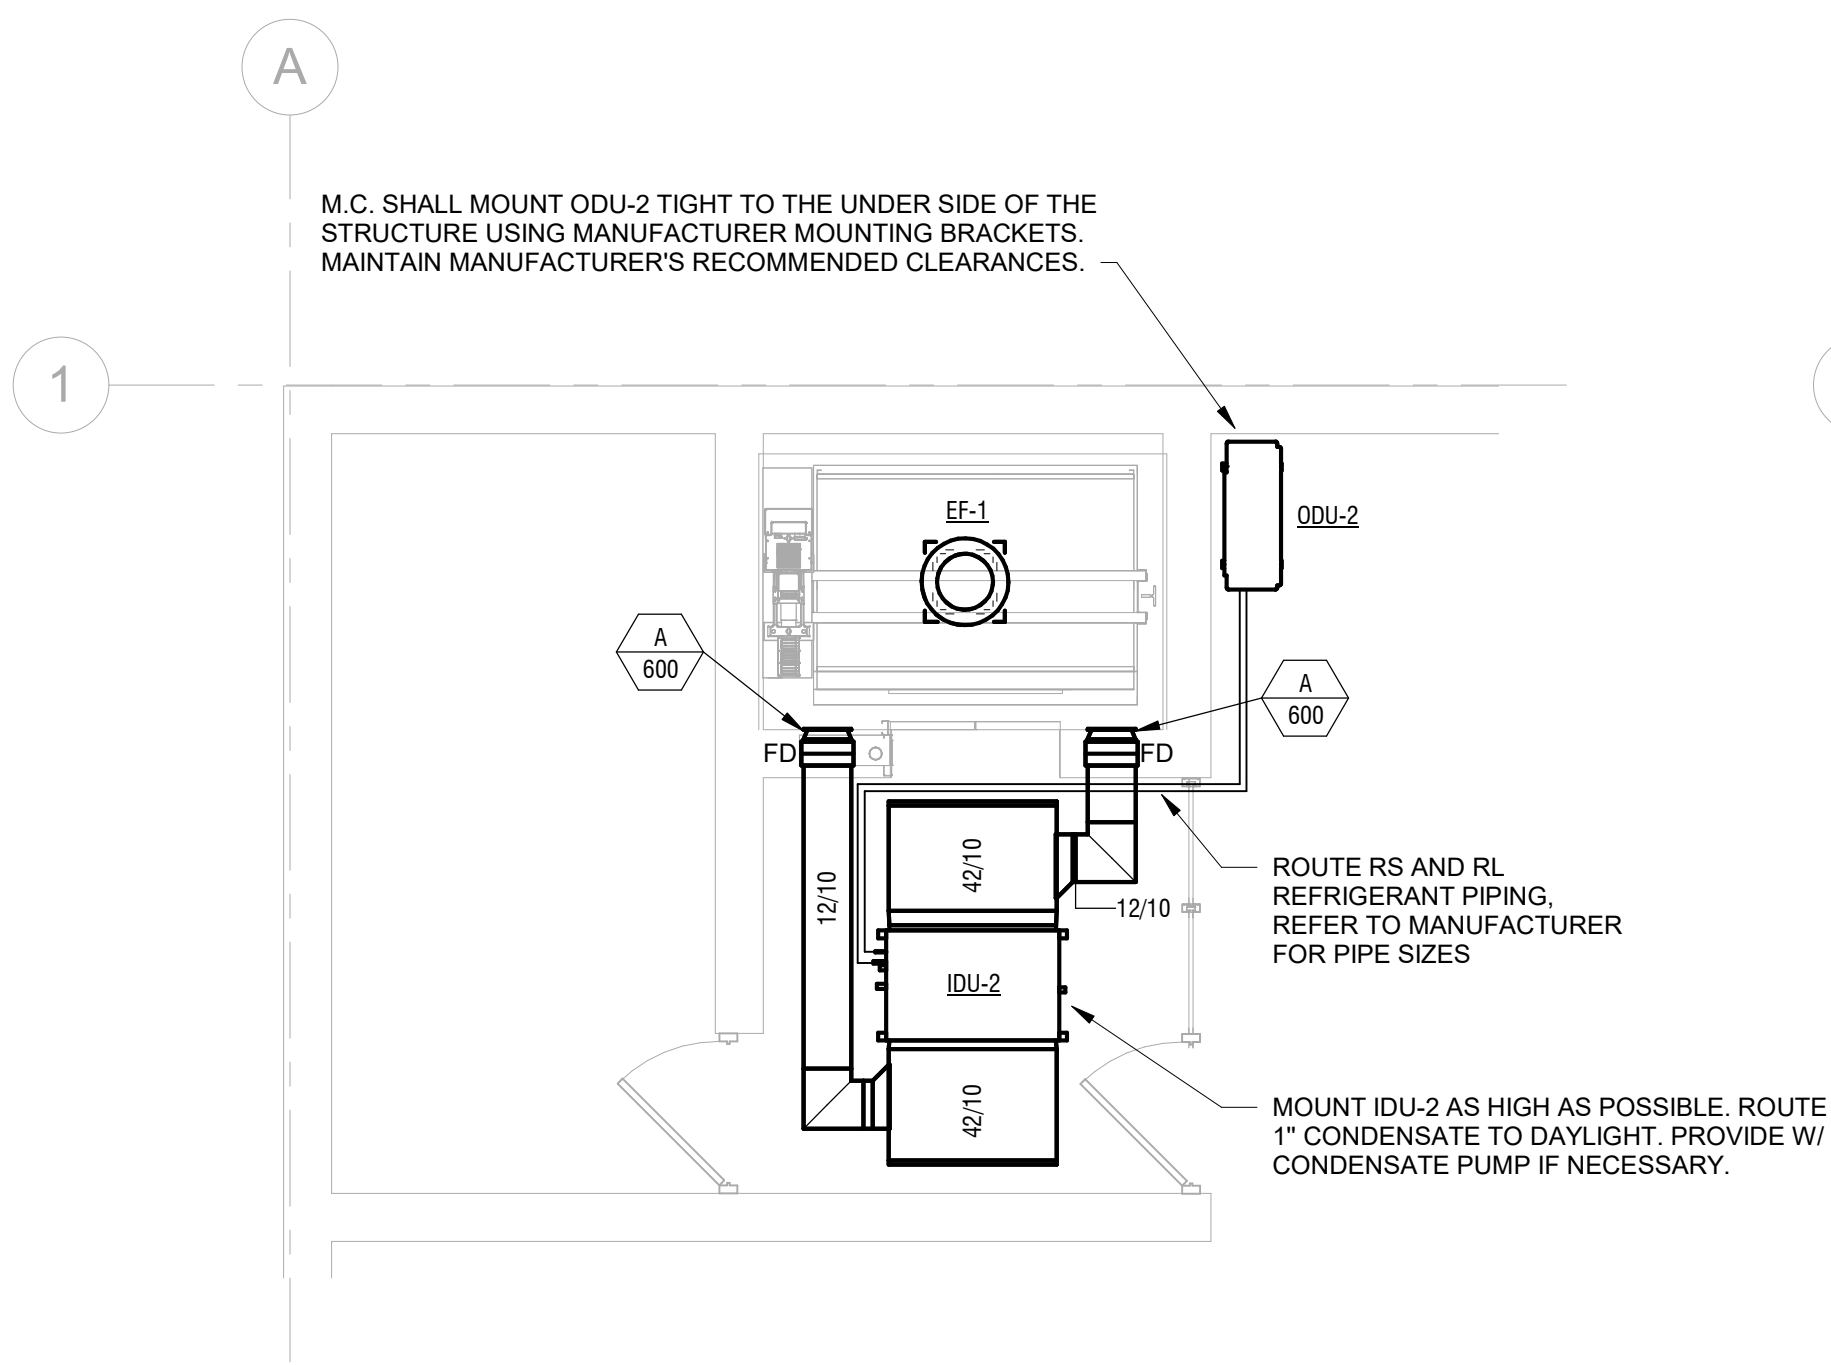 A
M.C. SHALL MOUNT ODU-2 TIGHT TO THE UNDER SIDE OF THE
STRUCTURE USING MANUFACTURER MOUNTING BRACKETS.
MAINTAIN MANUFACTURER'S RECOMMENDED CLEARANCES.
1
EF-1
ODU-2
A
600
A
600
FD
FD
42/10
12/10
12/10
ROUTE RS AND RL
REFRIGERANT PIPING,
REFER TO MANUFACTURER
FOR PIPE SIZES
IDU-2
42/10
MOUNT IDU-2 AS HIGH AS POSSIBLE. ROUTE
1" CONDENSATE TO DAYLIGHT. PROVIDE W/
CONDENSATE PUMP IF NECESSARY.